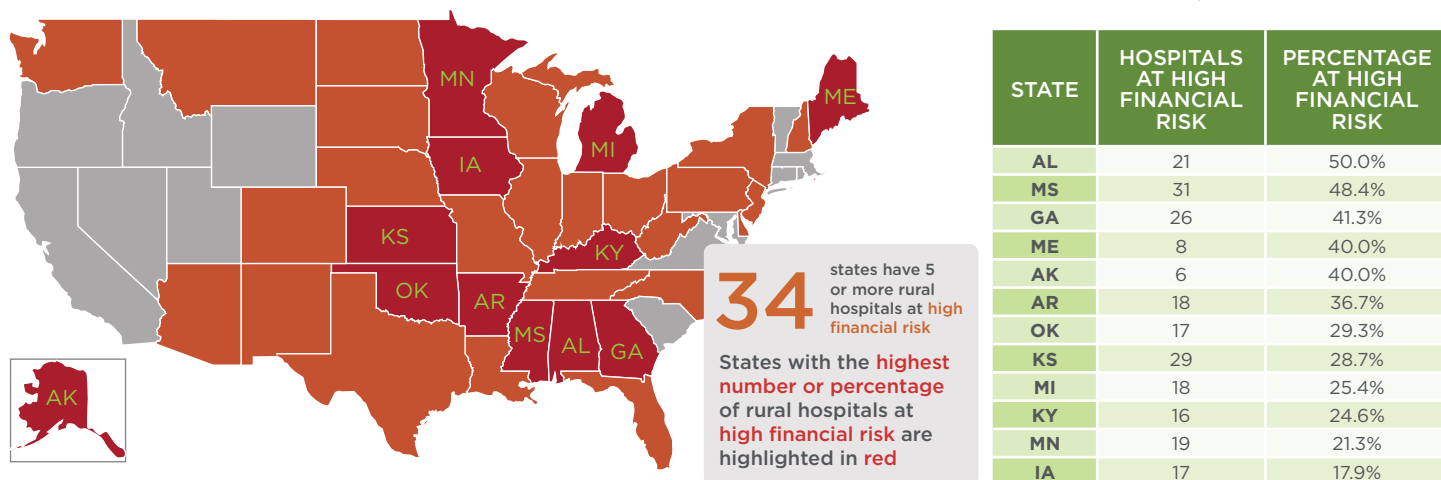 MN
ME
IA
MI
KS
KY
OK
AR
MS
AL
GA
AK
34
states have 5
or more rural
hospitals at high
financial risk
States with the highest
number or percentage
of rural hospitals at
high financial risk are
highlighted in red
STATE HOSPITALS AT HIGH FINANCIAL RISK PERCENTAGE AT HIGH FINANCIAL RISK
AL 21 50.0%
MS 31 48.4%
GA 26 41.3%
ME 8 40.0%
AK 6 40.0%
AR 18 36.7%
OK 17 29.3%
KS 29 28.7%
MI 18 25.4%
KY 16 24.6%
MN 19 21.3%
IA 17 17.9%